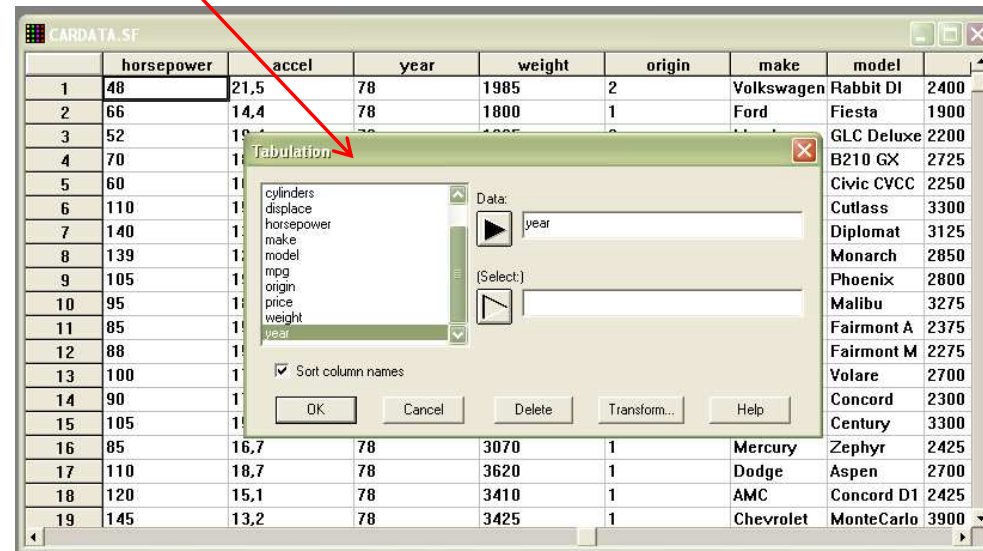 CARDATA.SF
horsepower accel year weight origin make model
1 48 21,5 78 1985 2 Volkswagen Rabbit Dl 2400
2 66 14,4 78 1800 1 Ford Fiesta 1900
3 52 GLC Deluxe 2200
4 70 B210 GX 2725
5 60 Civic CVCC 2250
6 110 Cutlass 3300
7 140 Diplomat 3125
8 139 Monarch 2850
9 105 Phoenix 2800
10 95 Malibu 3275
11 85 Fairmont A 2375
12 88 Fairmont M 2275
13 100 Volare 2700
14 90 Concord 2300
15 105 Century 3300
16 85 16,7 78 3070 1 Mercury Zephyr 2425
17 110 18,7 78 3620 1 Dodge Aspen 2700
18 120 15,1 78 3410 1 AMC Concord D1 2425
19 145 13,2 78 3425 1 Chevrolet MonteCarlo 3900
Tabulation
cylinders
displace
horsepower
make
model
mpg
origin
price
weight
year
Data:
year
(Select:)
Sort column names
OK Cancel Delete Transform... Help